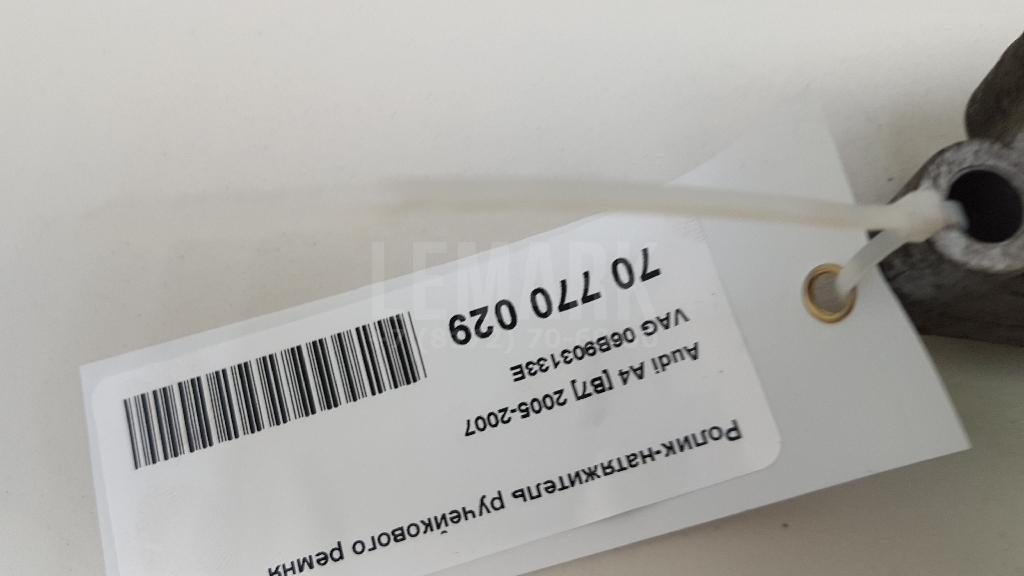 Ролик-натяжитель ручейкового ремня
Audi A4 [B7] 2005-2007
VAG 06B903133E
70 770 029
LEMARK